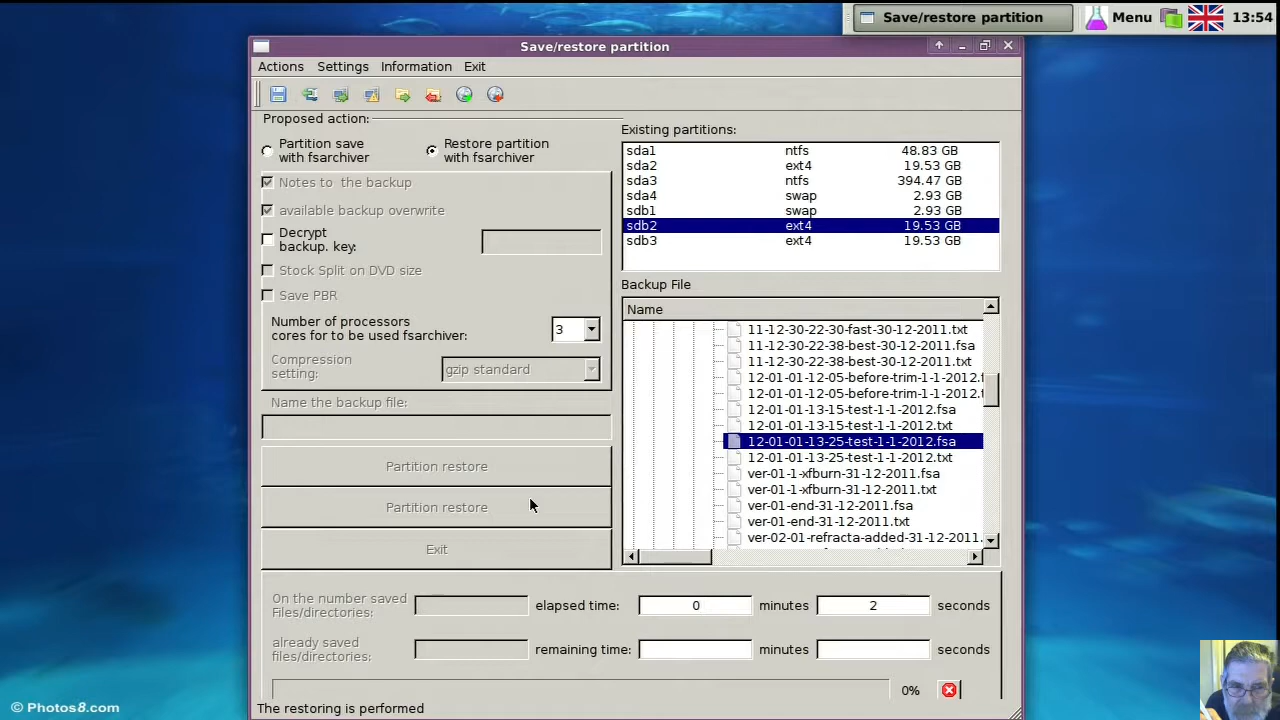 Save/restore partition
Menu
13:54
Save/restore partition
Actions Settings Information Exit
Proposed action:
Partition save
with fsarchiver
Restore partition
with fsarchiver
Notes to the backup
available backup overwrite
Decrypt
backup. key:
Stock Split on DVD size
Save PBR
Number of processors
cores for to be used fsarchiver:
3
Compression
setting:
gzip standard
Name the backup file:
Partition restore
Partition restore
Exit
Existing partitions:
sda1 ntfs 48.83 GB
sda2 ext4 19.53 GB
sda3 ntfs 394.47 GB
sda4 swap 2.93 GB
sdb1 swap 2.93 GB
sdb2 ext4 19.53 GB
sdb3 ext4 19.53 GB
Backup File
Name
11-12-30-22-30-fast-30-12-2011.txt
11-12-30-22-38-best-30-12-2011.fsa
11-12-30-22-38-best-30-12-2011.txt
12-01-01-12-05-before-trim-1-1-2012.f
12-01-01-12-05-before-trim-1-1-2012.t
12-01-01-13-15-test-1-1-2012.fsa
12-01-01-13-15-test-1-1-2012.txt
12-01-01-13-25-test-1-1-2012.fsa
12-01-01-13-25-test-1-1-2012.txt
ver-01-1-xfburn-31-12-2011.fsa
ver-01-1-xfburn-31-12-2011.txt
ver-01-end-31-12-2011.fsa
ver-01-end-31-12-2011.txt
ver-02-01-refracta-added-31-12-2011.
On the number saved
Files/directories:
elapsed time: 0 minutes 2 seconds
already saved
files/directories:
remaining time: minutes seconds
0%
The restoring is performed
© Photos8.com